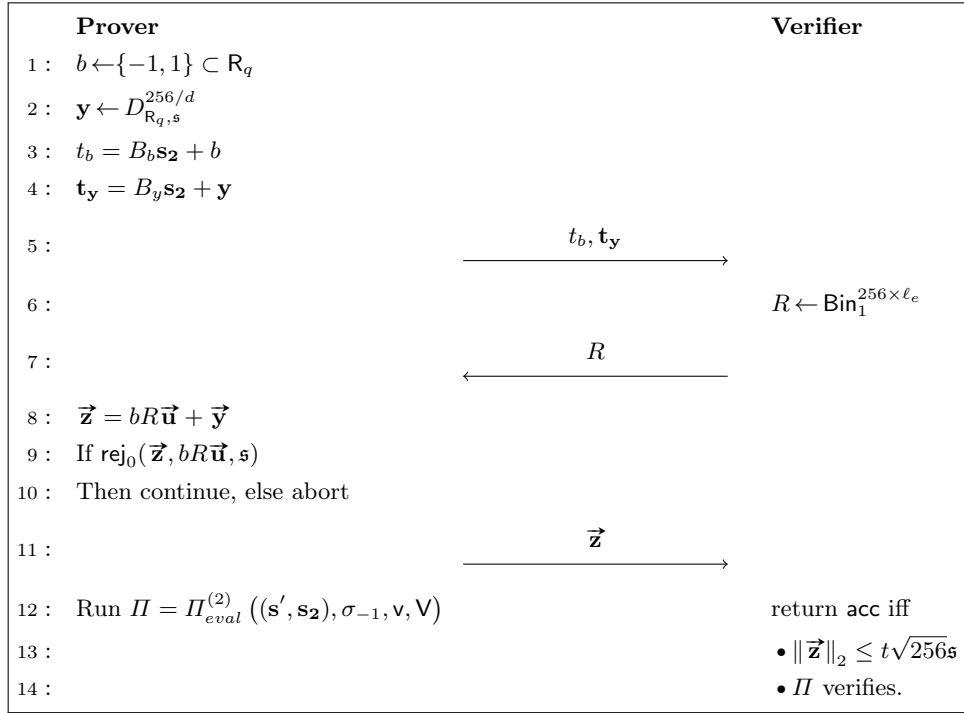 Prover Verifier
1 : b ← {−1, 1} ⊂ R_q
2 : y ← D^{256/d}_{R_q,𝔰}
3 : t_b = B_b s_2 + b
4 : t_y = B_y s_2 + y
5 : t_b, t_y
6 : R ← Bin_1^{256×ℓ_e}
7 : R
8 : z⃗ = bRu⃗ + y⃗
9 : If rej_0(z⃗, bRu⃗, 𝔰)
10 : Then continue, else abort
11 : z⃗
12 : Run Π = Π^{(2)}_{eval} ((s′, s_2), σ_{−1}, v, V) return acc iff
13 : • ‖z⃗‖_2 ≤ t√256𝔰
14 : • Π verifies.